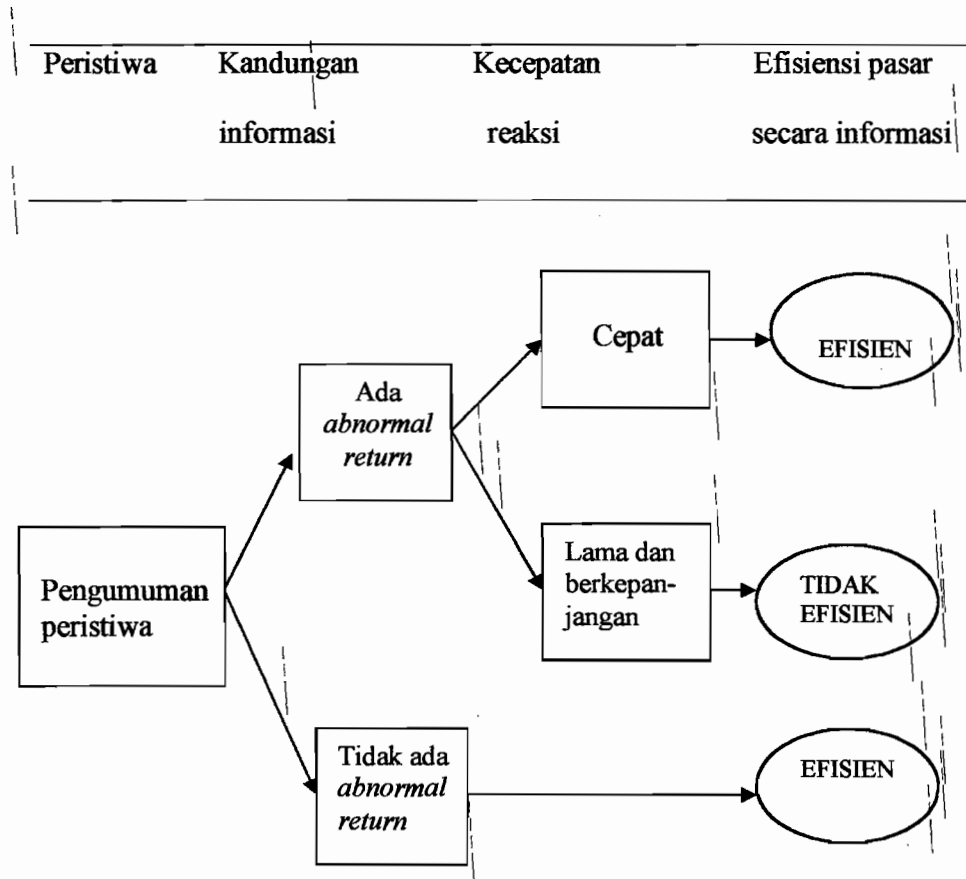 Peristiwa Kandungan Kecepatan Efisiensi pasar
informasi reaksi secara informasi
Cepat
EFISIEN
Ada
abnormal
return
Pengumuman
peristiwa
Lama dan
berkepan-
jangan
TIDAK
EFISIEN
Tidak ada
abnormal
return
EFISIEN